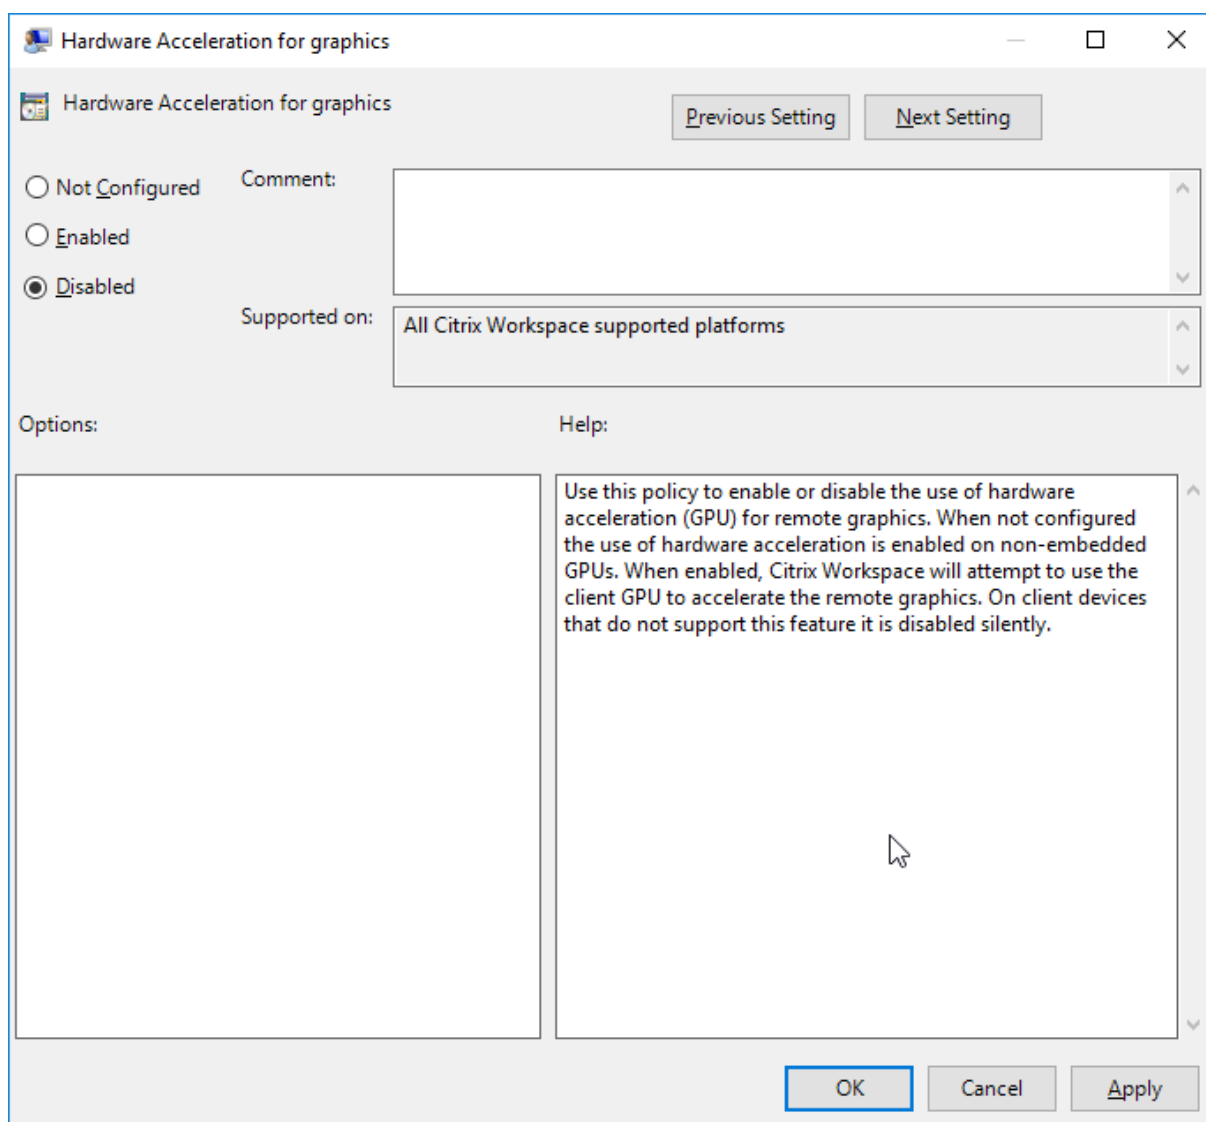 Hardware Acceleration for graphics
Hardware Acceleration for graphics
Previous Setting
Next Setting
Not Configured
Enabled
Disabled
Comment:
Supported on:
All Citrix Workspace supported platforms
Options:
Help:
Use this policy to enable or disable the use of hardware
acceleration (GPU) for remote graphics. When not configured
the use of hardware acceleration is enabled on non-embedded
GPUs. When enabled, Citrix Workspace will attempt to use the
client GPU to accelerate the remote graphics. On client devices
that do not support this feature it is disabled silently.
OK
Cancel
Apply